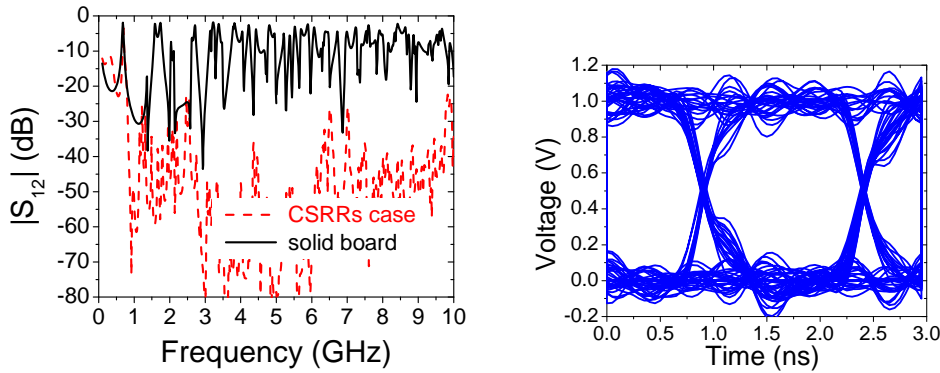 |S12| (dB)
0
-10
-20
-30
-40
-50
-60
-70
-80
CSRRs case
solid board
0 1 2 3 4 5 6 7 8 9 10
Frequency (GHz)
Voltage (V)
1.2
1.0
0.8
0.6
0.4
0.2
0.0
-0.2
0.0 0.5 1.0 1.5 2.0 2.5 3.0
Time (ns)